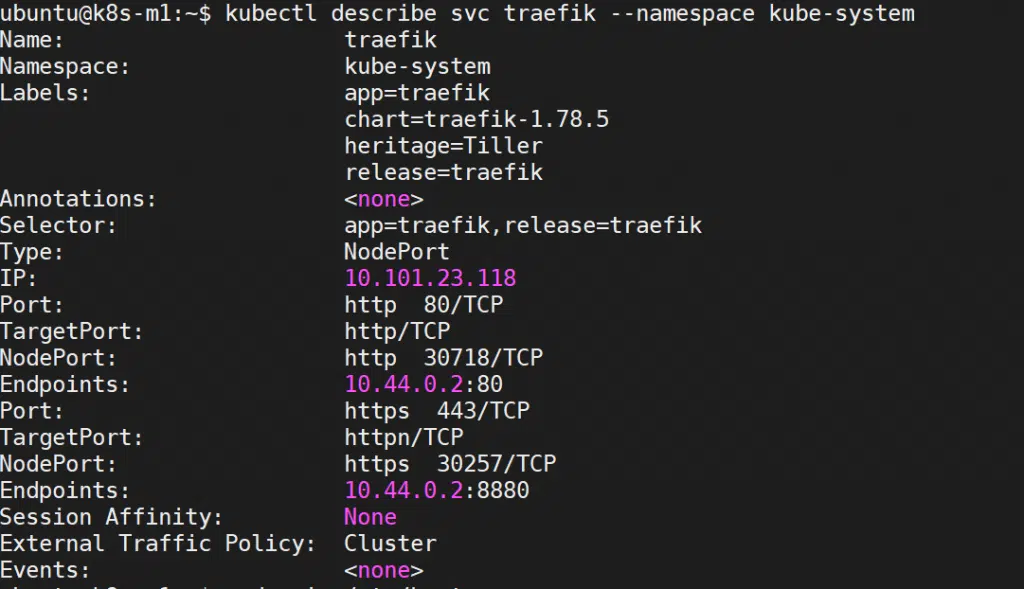 ubuntu@k8s-m1:~$ kubectl describe svc traefik --namespace kube-system
Name: traefik
Namespace: kube-system
Labels: app=traefik
chart=traefik-1.78.5
heritage=Tiller
release=traefik
Annotations: <none>
Selector: app=traefik,release=traefik
Type: NodePort
IP: 10.101.23.118
Port: http 80/TCP
TargetPort: http/TCP
NodePort: http 30718/TCP
Endpoints: 10.44.0.2:80
Port: https 443/TCP
TargetPort: httpn/TCP
NodePort: https 30257/TCP
Endpoints: 10.44.0.2:8880
Session Affinity: None
External Traffic Policy: Cluster
Events: <none>